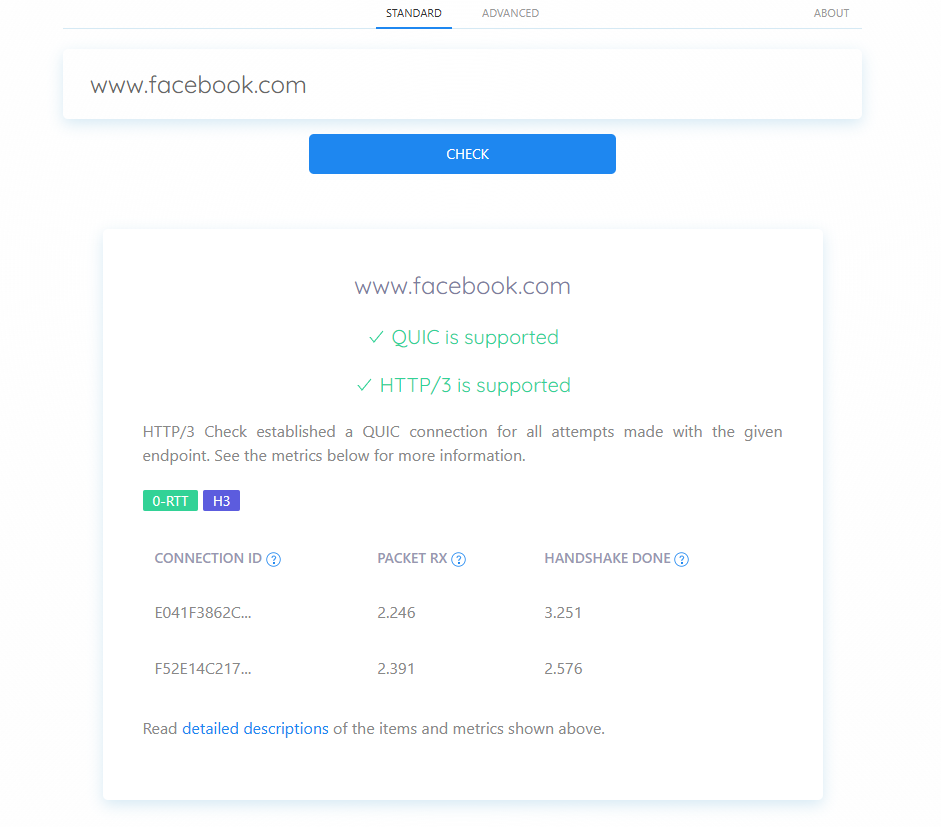 STANDARD ADVANCED ABOUT
www.facebook.com
CHECK
www.facebook.com
✓ QUIC is supported
✓ HTTP/3 is supported
HTTP/3 Check established a QUIC connection for all attempts made with the given
endpoint. See the metrics below for more information.
0-RTT H3
CONNECTION ID ? PACKET RX ? HANDSHAKE DONE ?
E041F3862C... 2.246 3.251
F52E14C217... 2.391 2.576
Read detailed descriptions of the items and metrics shown above.